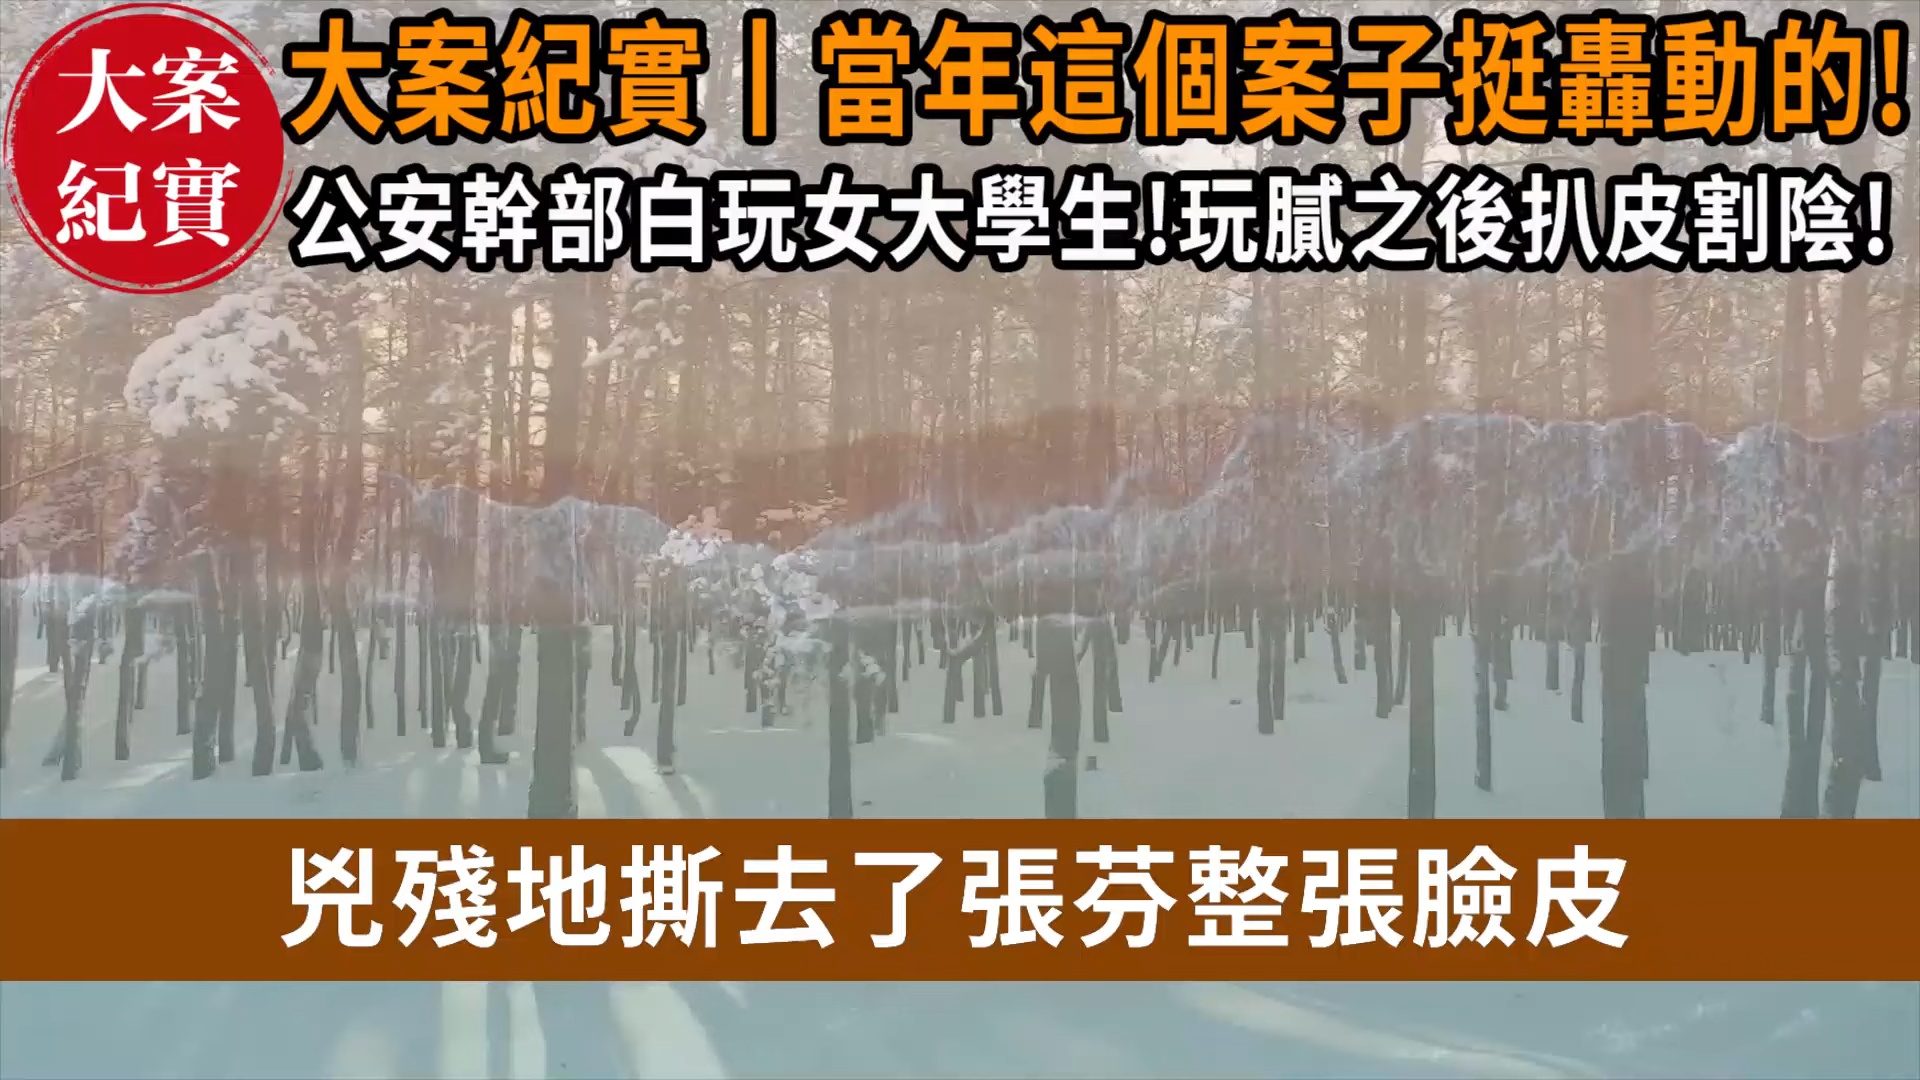 大案
紀實
大案紀實｜當年這個案子挺轟動的!
公安幹部白玩女大學生!玩膩之後扒皮割陰!
兇殘地撕去了張芬整張臉皮